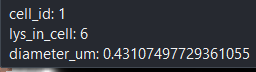 cell_id: 1
lys_in_cell: 6
diameter_um: 0.43107497729361055